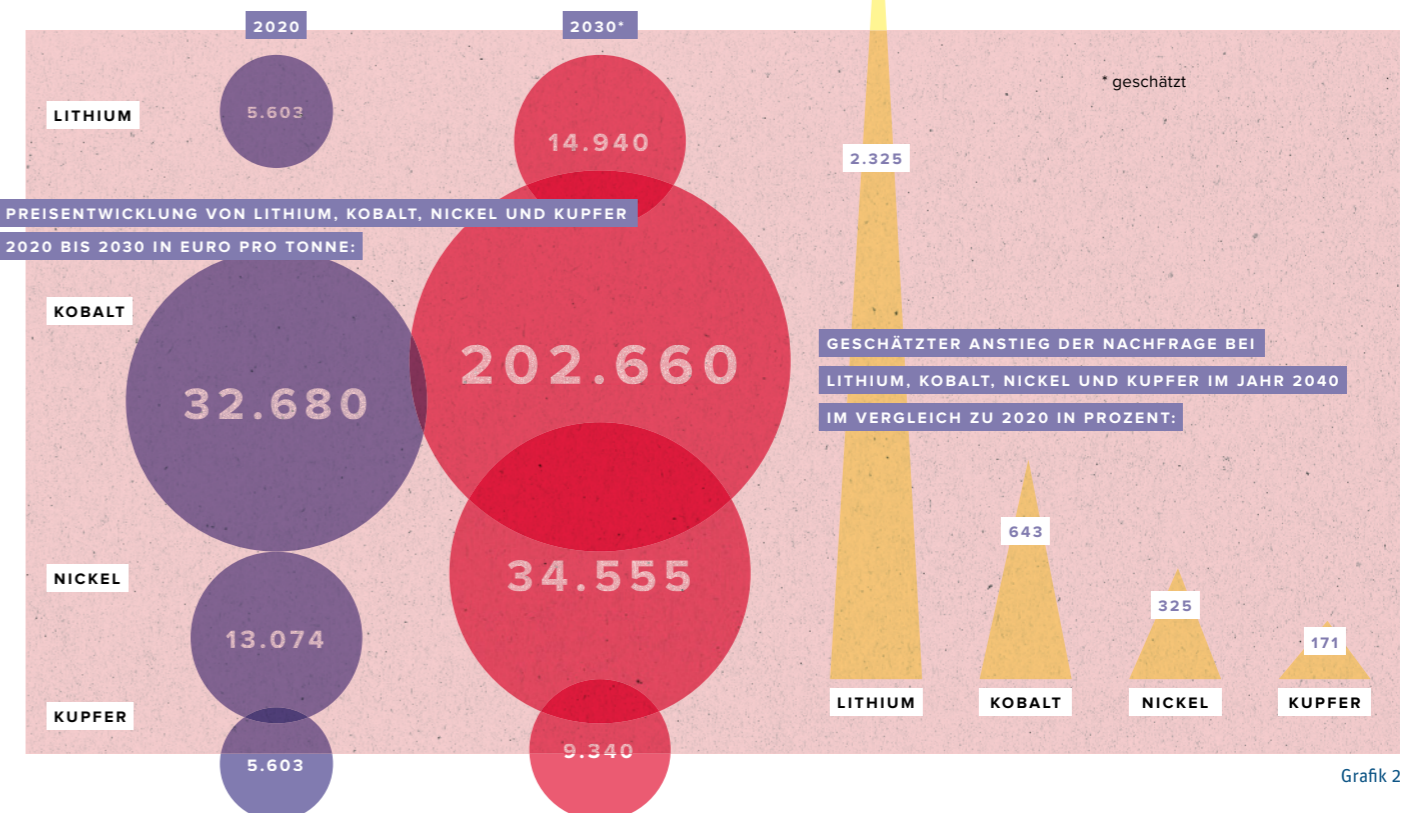 2020
2030*
* geschätzt
LITHIUM
5.603
14.940
PREISENTWICKLUNG VON LITHIUM, KOBALT, NICKEL UND KUPFER
2020 BIS 2030 IN EURO PRO TONNE:
KOBALT
32.680
202.660
NICKEL
13.074
34.555
KUPFER
5.603
9.340
2.325
GESCHÄTZTER ANSTIEG DER NACHFRAGE BEI
LITHIUM, KOBALT, NICKEL UND KUPFER IM JAHR 2040
IM VERGLEICH ZU 2020 IN PROZENT:
643
325
171
LITHIUM
KOBALT
NICKEL
KUPFER
Grafik 2